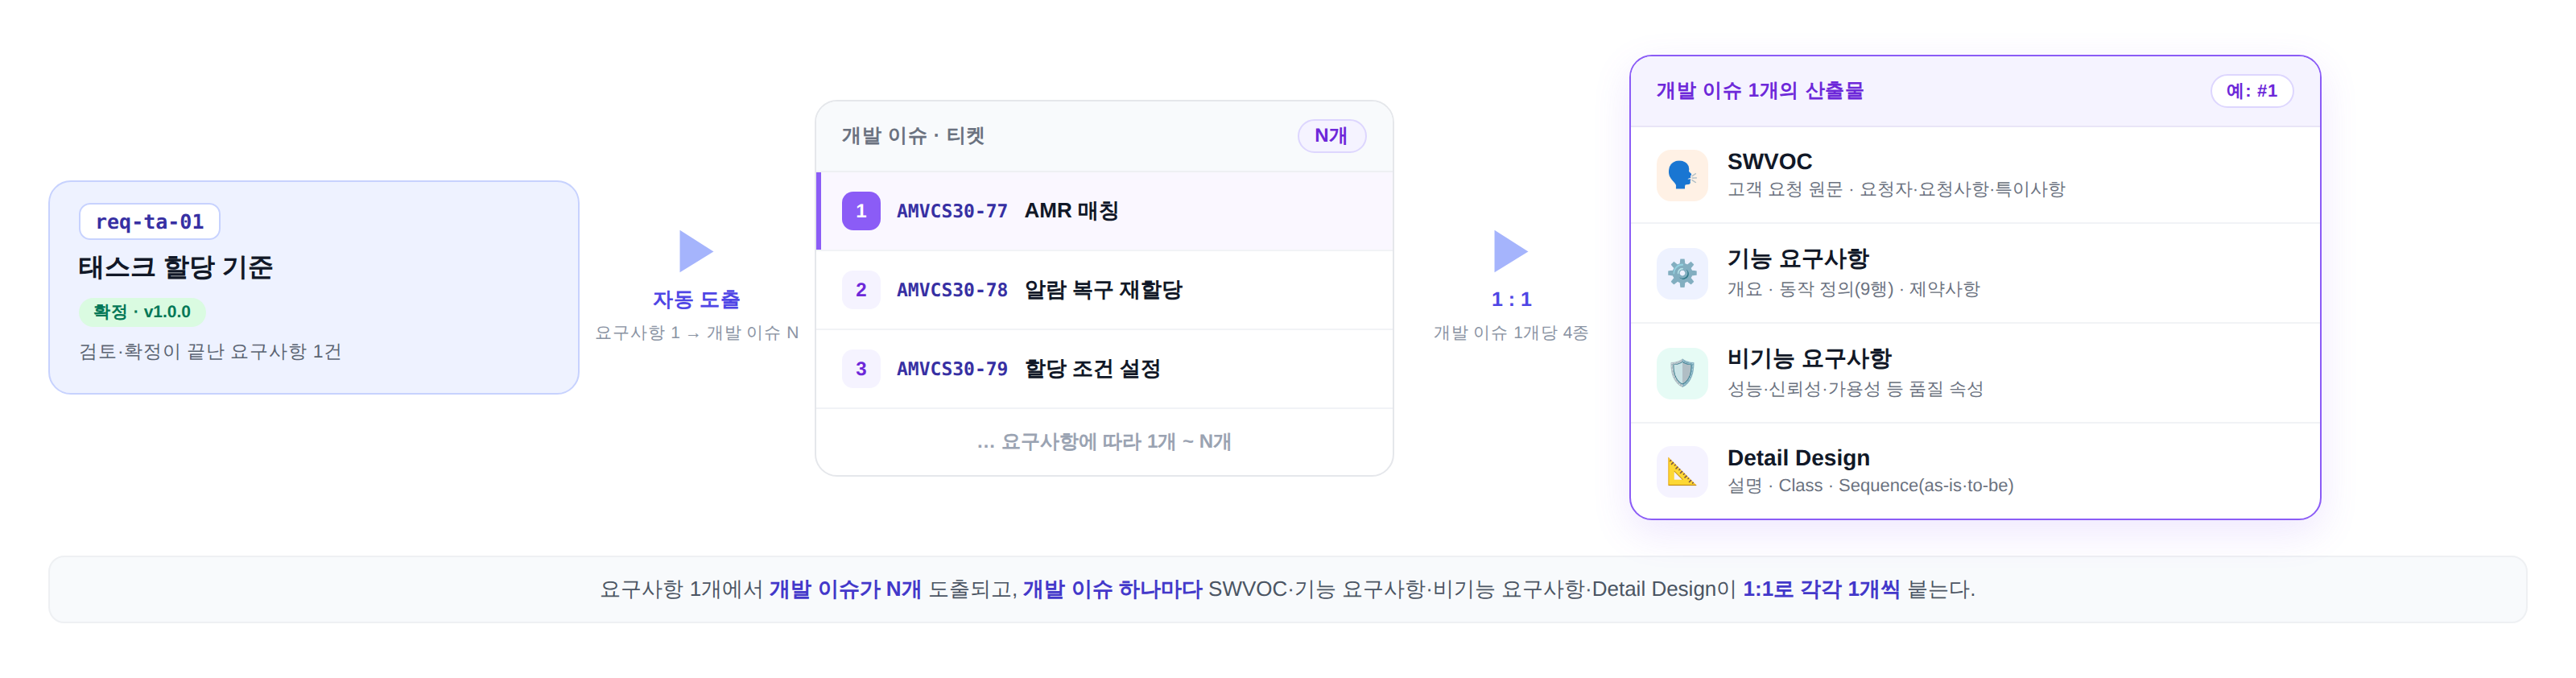 req-ta-01
태스크 할당 기준
확정 · v1.0.0
검토·확정이 끝난 요구사항 1건
자동 도출
요구사항 1 → 개발 이슈 N
개발 이슈 · 티켓
N개
1 AMVCS30-77 AMR 매칭
2 AMVCS30-78 알람 복구 재할당
3 AMVCS30-79 할당 조건 설정
… 요구사항에 따라 1개 ~ N개
1 : 1
개발 이슈 1개당 4종
개발 이슈 1개의 산출물
예: #1
SWVOC
고객 요청 원문 · 요청자·요청사항·특이사항
기능 요구사항
개요 · 동작 정의(9행) · 제약사항
비기능 요구사항
성능·신뢰성·가용성 등 품질 속성
Detail Design
설명 · Class · Sequence(as-is·to-be)
요구사항 1개에서 개발 이슈가 N개 도출되고, 개발 이슈 하나마다 SWVOC·기능 요구사항·비기능 요구사항·Detail Design이 1:1로 각각 1개씩 붙는다.